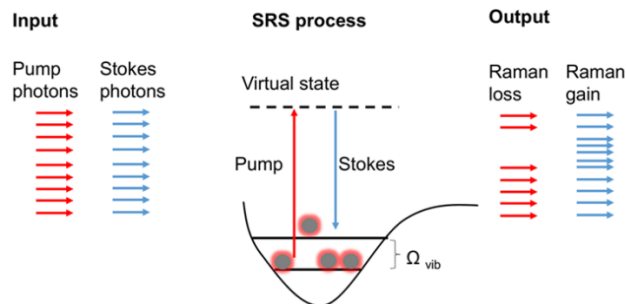 Input
SRS process
Output
Pump
photons
Stokes
photons
Virtual state
Raman
loss
Raman
gain
Pump
Stokes
Ω vib